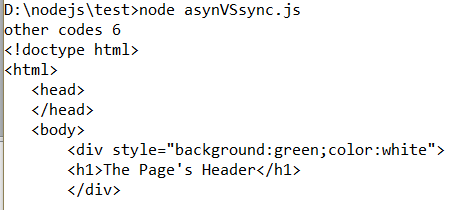 D:\nodejs\test>node asynVSsync.js
other codes 6
<!doctype html>
<html>
<head>
</head>
<body>
<div style="background:green;color:white">
<h1>The Page's Header</h1>
</div>